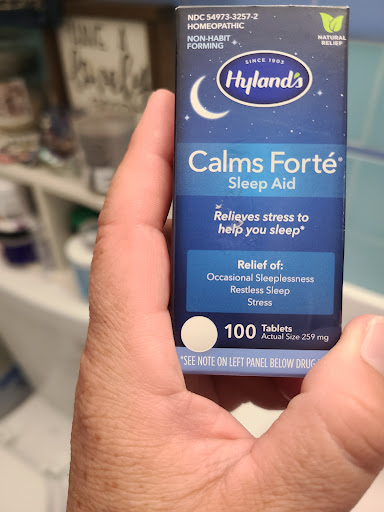 NDC 54973-3257-2
HOMEOPATHIC
NON-HABIT
FORMING
NATURAL
RELIEF
SINCE 1903
Hyland's
Calms Forté*
Sleep Aid
Relieves stress to
help you sleep*
Relief of:
Occasional Sleeplessness
Restless Sleep
Stress
100 Tablets
Actual Size 259 mg
*SEE NOTE ON LEFT PANEL BELOW DRUG